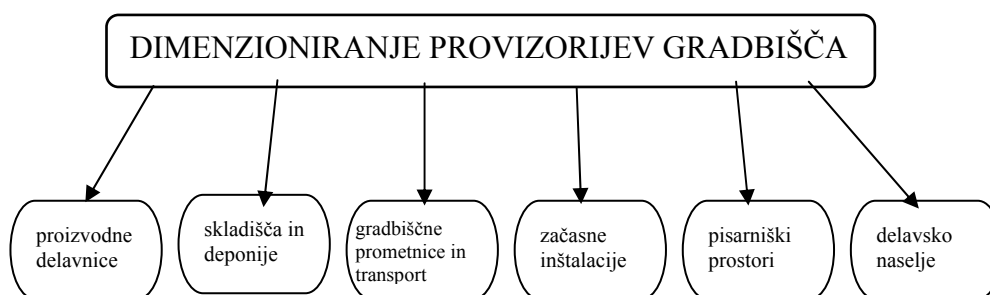 DIMENZIONIRANJE PROVIZORIJEV GRADBIŠČA
proizvodne
delavnice
skladišča in
deponije
gradbiščne
prometnice in
transport
začasne
inštalacije
pisarniški
prostori
delavsko
naselje